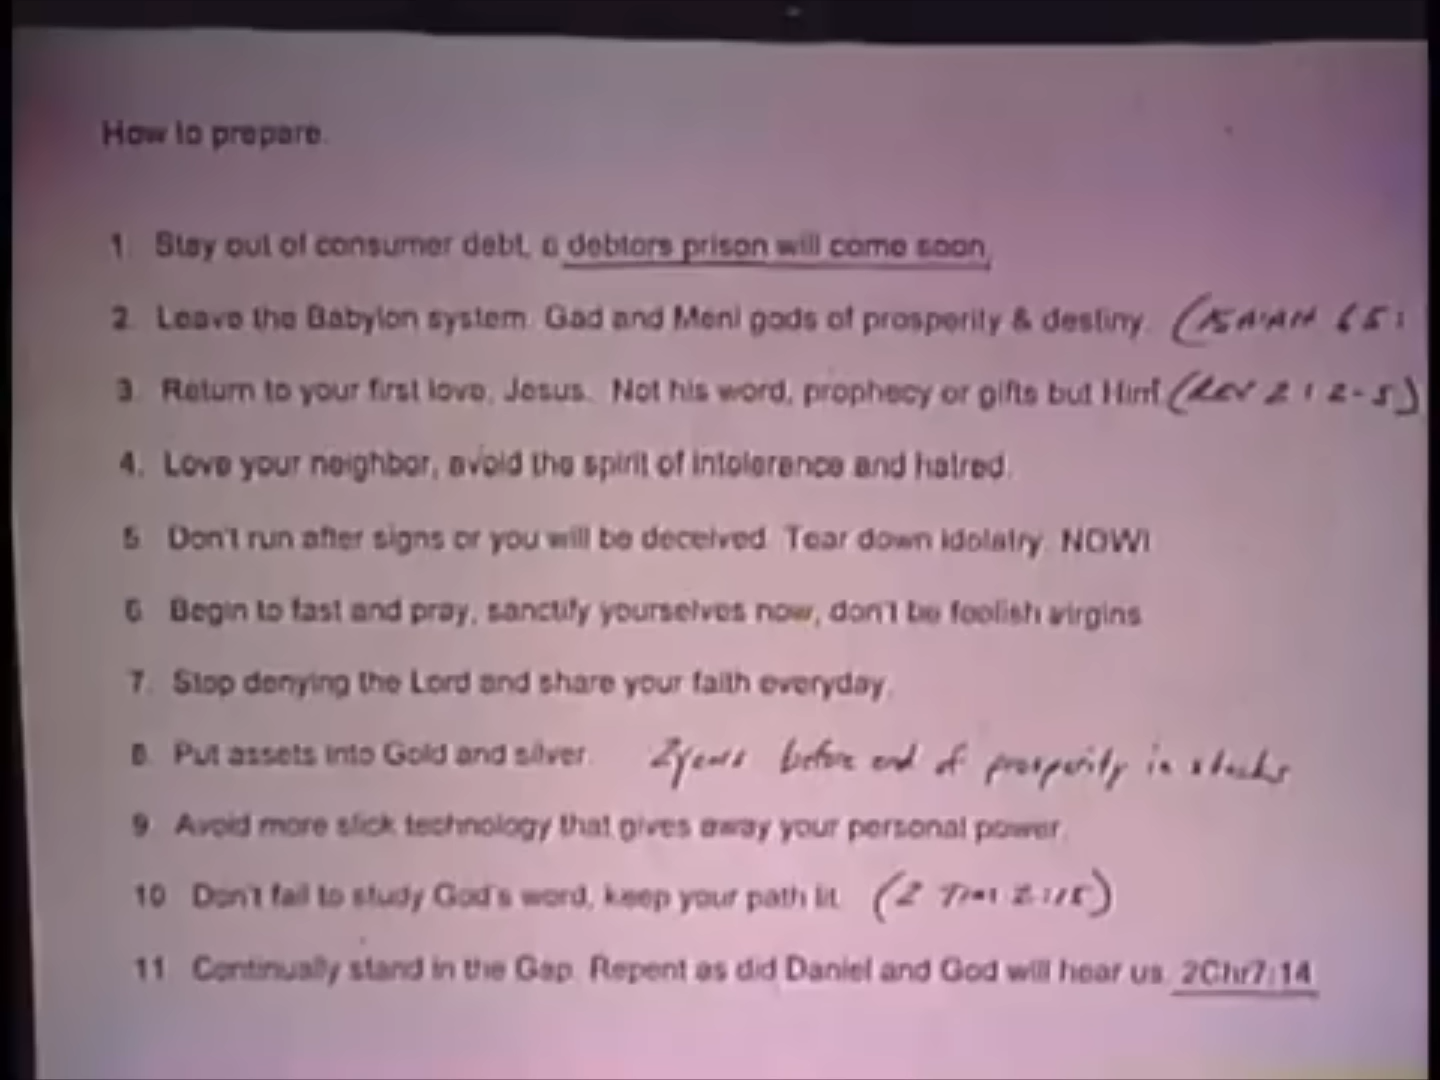 How to prepare.
1. Stay out of consumer debt, a debtors prison will come soon,
2. Leave the Babylon system. Gad and Meni gods of prosperity & destiny. (ISAIAH 65:
3. Return to your first love, Jesus. Not his word, prophecy or gifts but Him! (Rev 2:2-5)
4. Love your neighbor, avoid the spirit of intolerence and hatred.
5 Don't run after signs or you will be deceived. Tear down idolatry. NOW!
6 Begin to fast and pray, sanctify yourselves now, don't be foolish virgins
7. Stop denying the Lord and share your faith everyday.
8. Put assets into Gold and silver. 2 years before end of prosperity in stocks
9. Avoid more slick technology that gives away your personal power.
10 Don't fail to study God's word, keep your path lit. (2 Tim 2:15)
11 Continually stand in the Gap. Repent as did Daniel and God will hear us. 2Chr7:14